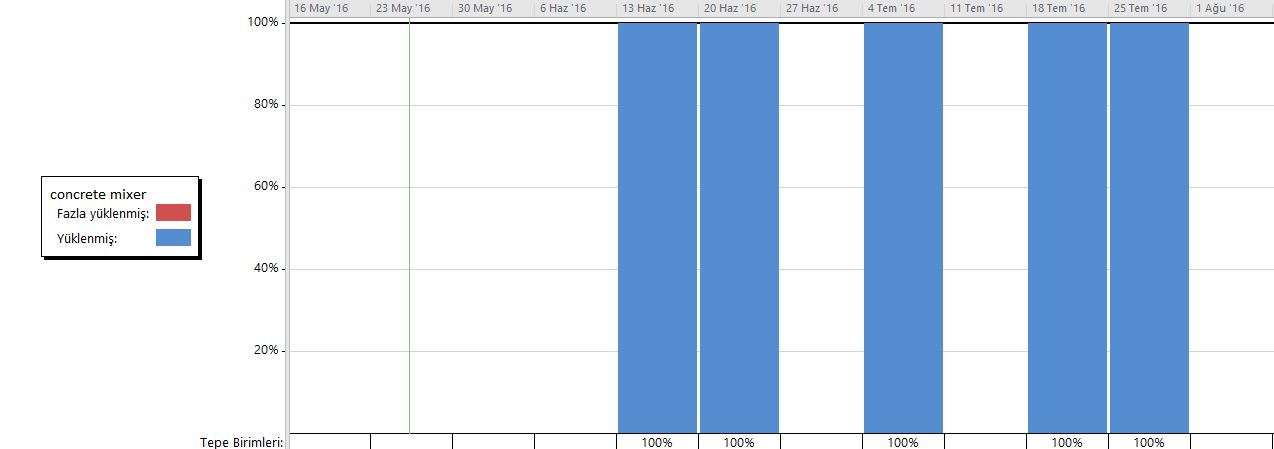 16 May '16 23 May '16 30 May '16 6 Haz '16 13 Haz '16 20 Haz '16 27 Haz '16 4 Tem '16 11 Tem '16 18 Tem '16 25 Tem '16 1 Ağu '16
100%
80%
60%
40%
20%
concrete mixer
Fazla yüklenmiş:
Yüklenmiş:
Tepe Birimleri: 100% 100% 100% 100% 100%